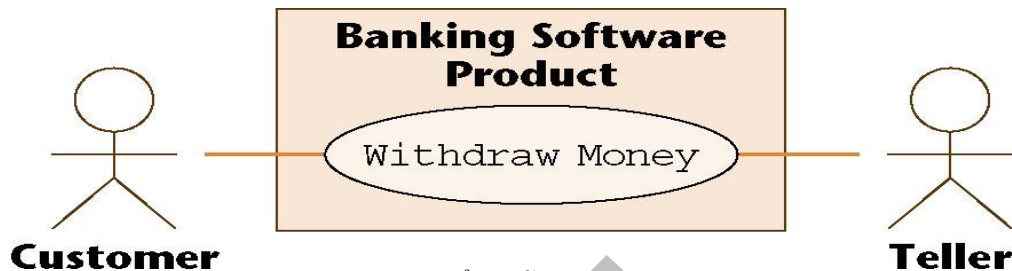 Banking Software
Product
Withdraw Money
Customer
Teller